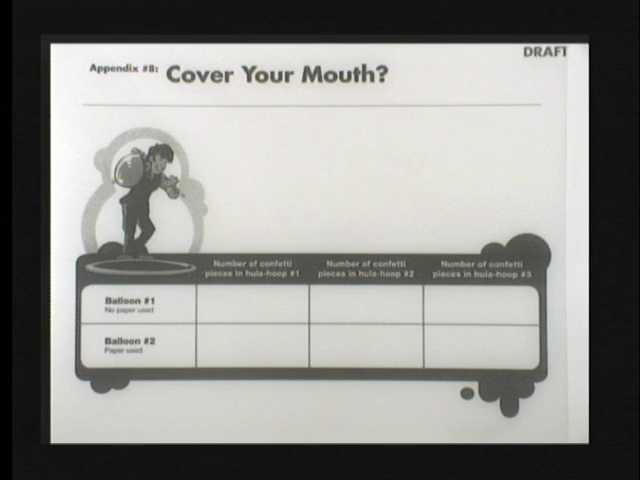 DRAFT
Appendix #8: Cover Your Mouth?
Number of confetti
pieces in hula-hoop #1
Number of confetti
pieces in hula-hoop #2
Number of confetti
pieces in hula-hoop #3
Balloon #1
No paper used
Balloon #2
Paper used